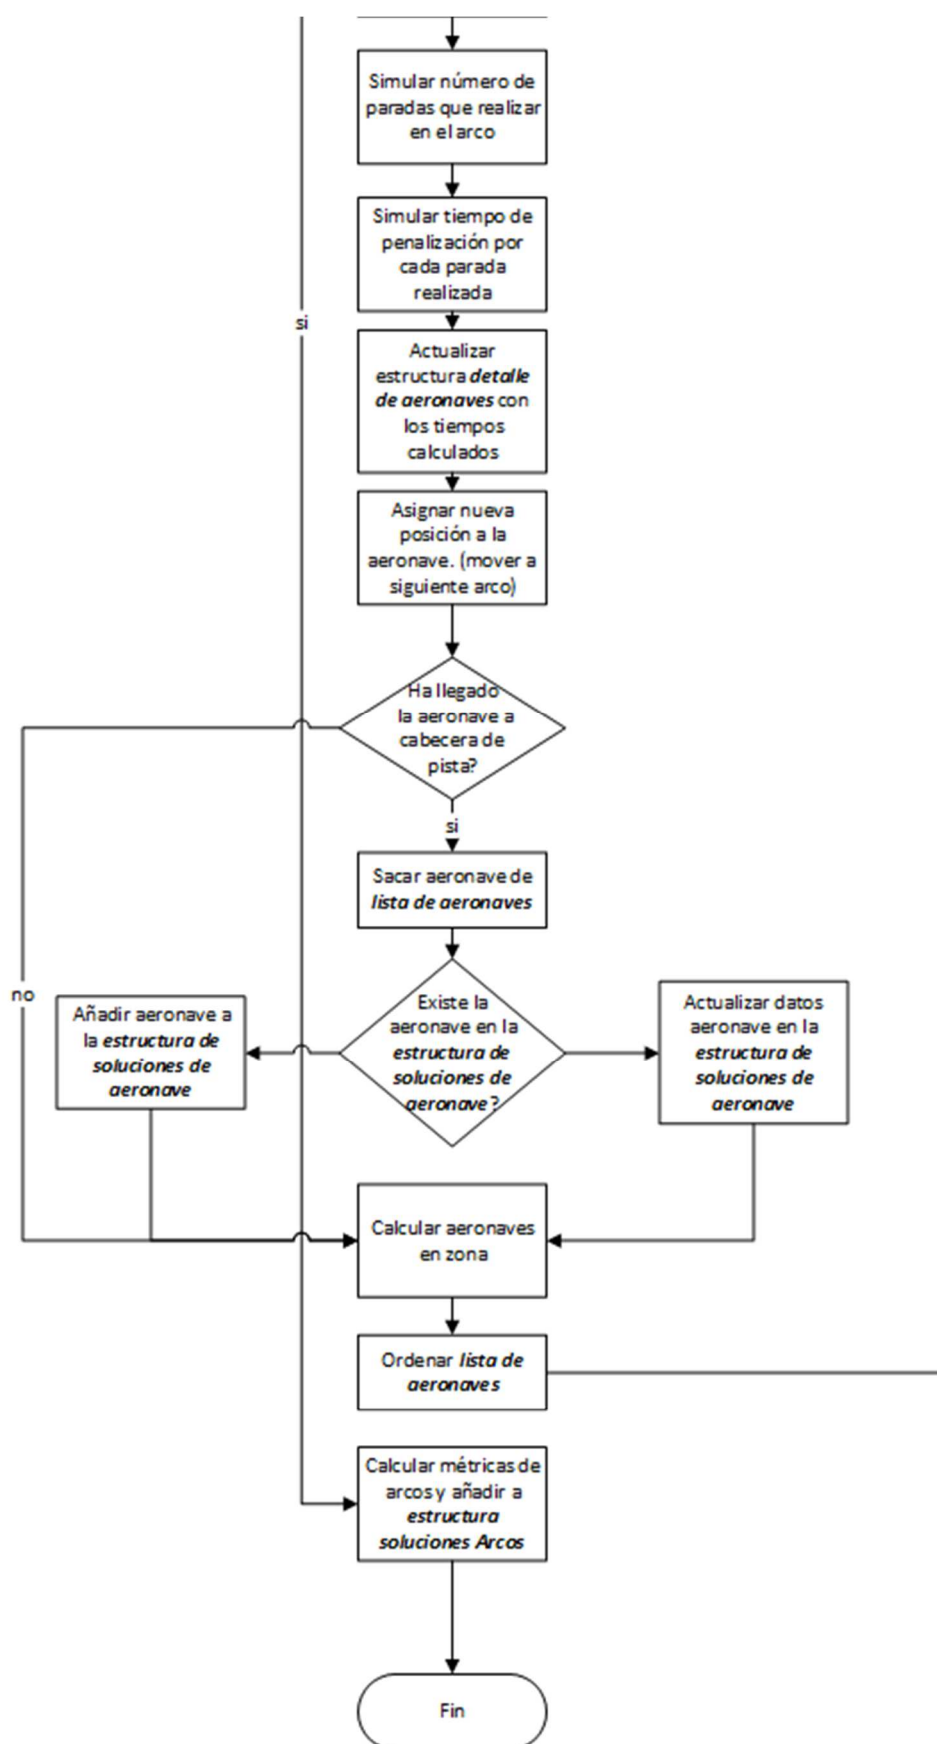 Simular número de
paradas que realizar
en el arco
Simular tiempo de
penalización por
cada parada
realizada
si
Actualizar
estructura detalle
de aeronaves con
los tiempos
calculados
Asignar nueva
posición a la
aeronave. (mover a
siguiente arco)
Ha llegado
la aeronave a
cabecera de
pista?
si
Sacar aeronave de
lista de aeronaves
no
Añadir aeronave a
la estructura de
soluciones de
aeronave
Existe la
aeronave en la
estructura de
soluciones de
aeronave?
Actualizar datos
aeronave en la
estructura de
soluciones de
aeronave
Calcular aeronaves
en zona
Ordenar lista de
aeronaves
Calcular métricas de
arcos y añadir a
estructura
soluciones Arcos
Fin